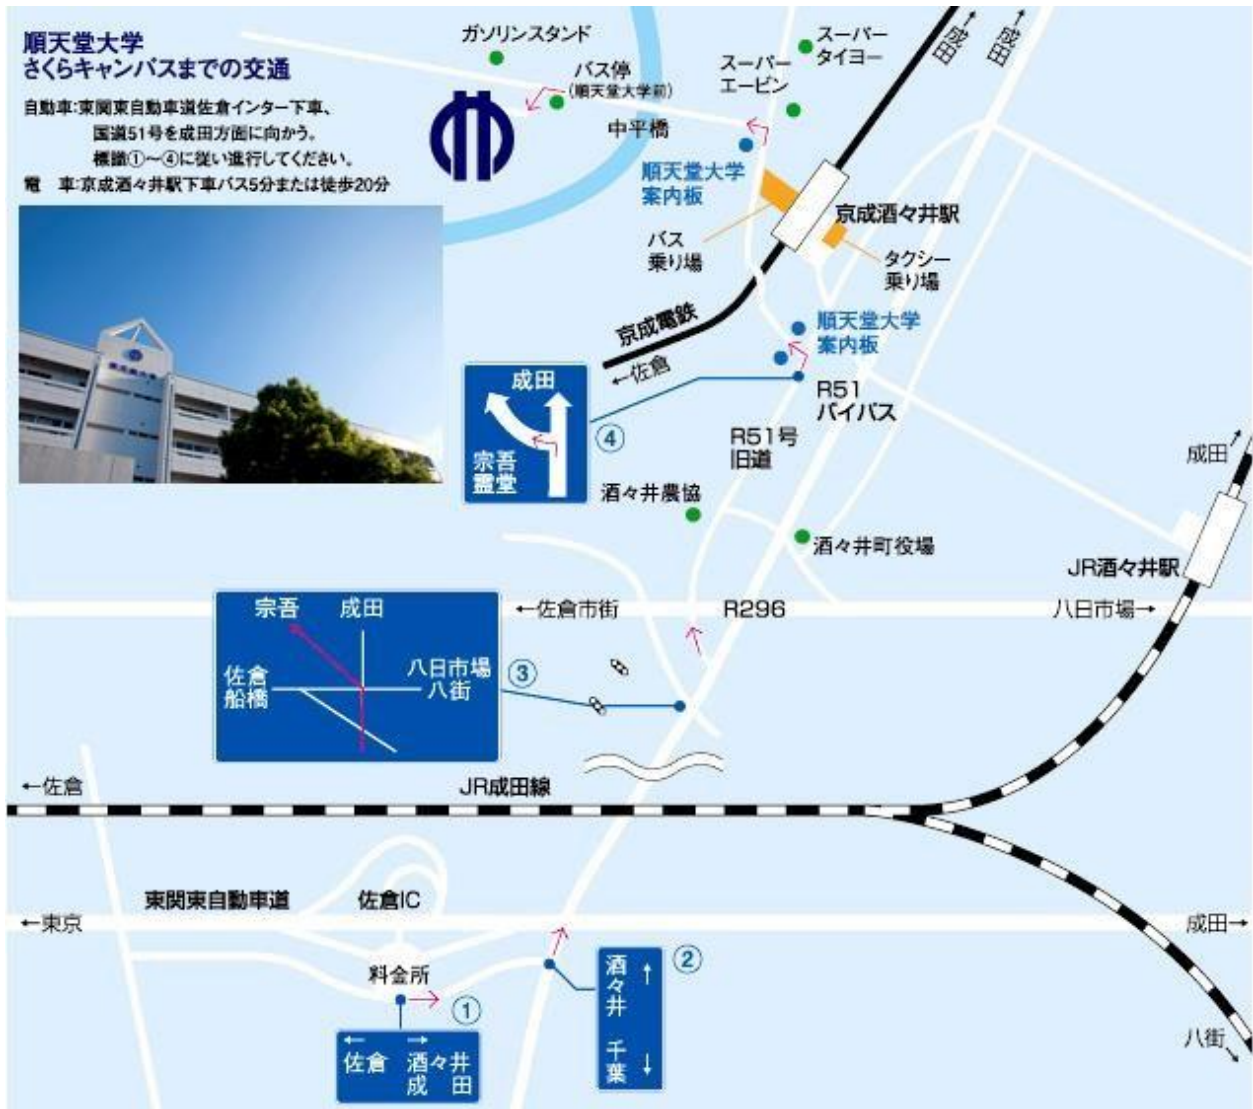 順天堂大学
さくらキャンパスまでの交通
自動車:東関東自動車道佐倉インター下車、
国道51号を成田方面に向かう。
標識①〜④に従い進行してください。
電　車:京成酒々井駅下車バス5分または徒歩20分
順天堂大学
ガソリンスタンド
バス停
(順天堂大学前)
中平橋
スーパー
エービン
スーパー
タイヨー
→成田
→成田
順天堂大学
案内板
京成酒々井駅
バス
乗り場
タクシー
乗り場
京成電鉄
←佐倉
順天堂大学
案内板
R51
バイパス
成田
宗吾
霊堂
④
R51号
旧道
酒々井農協
酒々井町役場
成田
JR酒々井駅
←佐倉市街
R296
八日市場→
宗吾
成田
佐倉
船橋
八日市場
八街
③
←佐倉
JR成田線
東関東自動車道
佐倉IC
←東京
成田→
料金所
①
←
→
佐倉
酒々井
成田
酒々井
↑
千葉
↓
②
八街